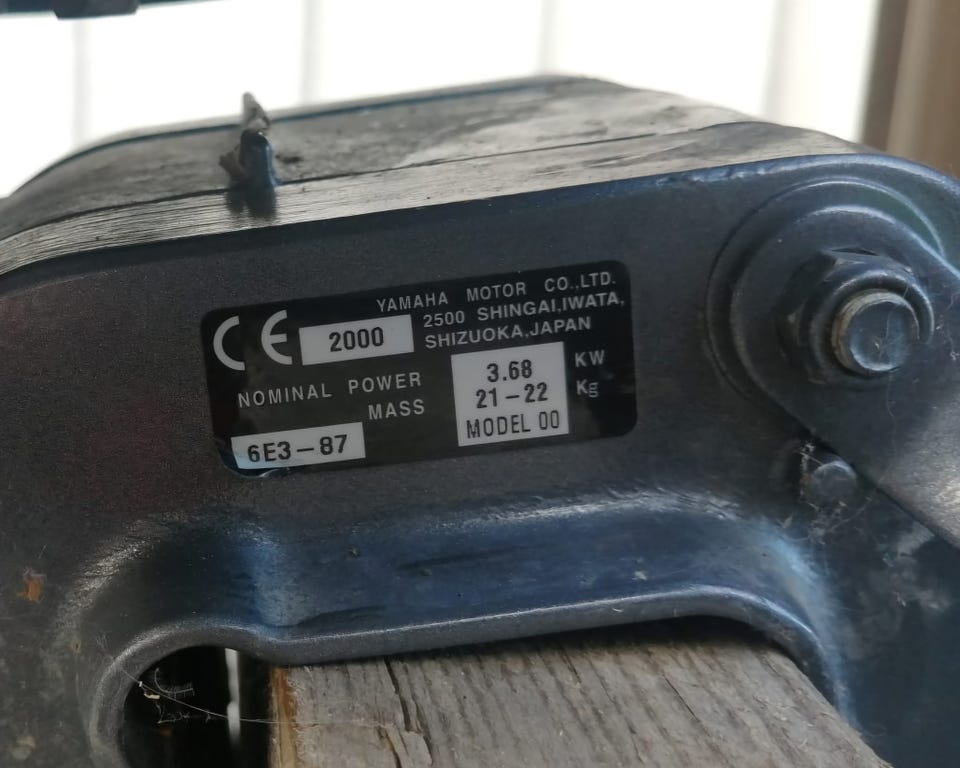 CE 2000
YAMAHA MOTOR CO.,LTD.
2500 SHINGAI,IWATA,
SHIZUOKA,JAPAN
NOMINAL POWER 3.68 KW
MASS 21-22 Kg
6E3-87 MODEL 00